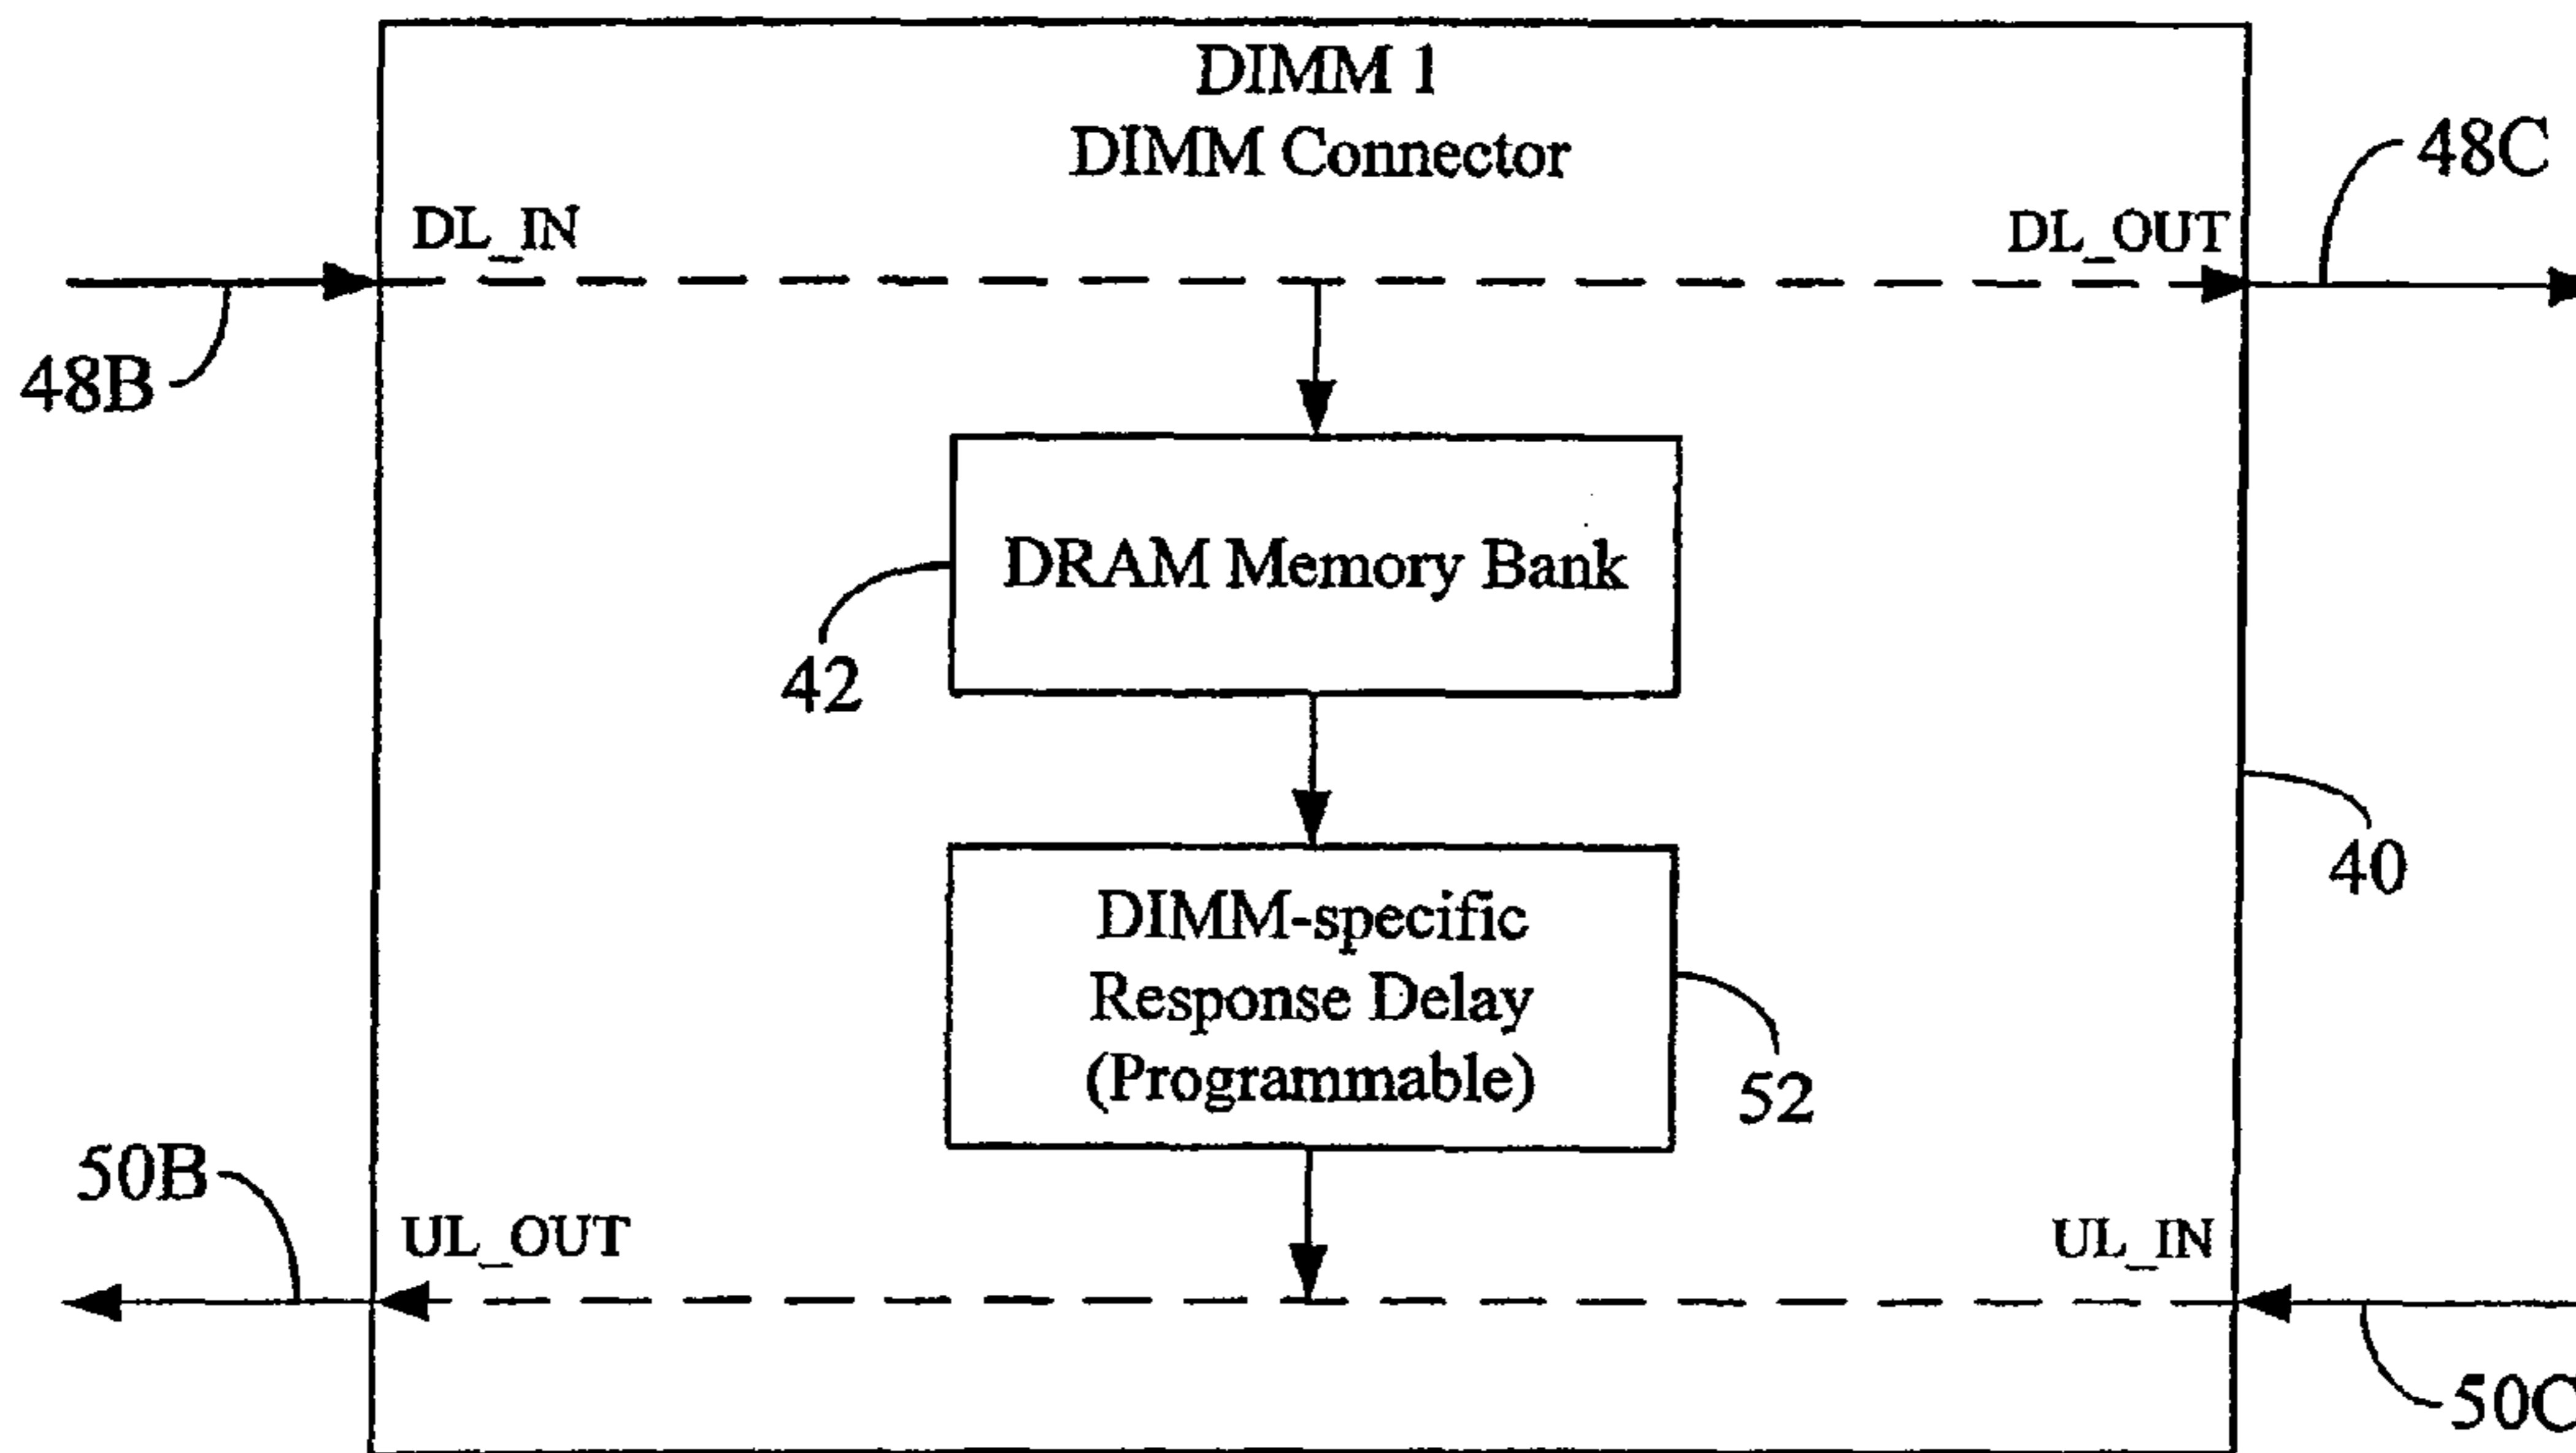 DIMM 1
DIMM Connector
48C
DL_IN
DL_OUT
48B
DRAM Memory Bank
42
40
DIMM-specific
Response Delay
(Programmable)
52
50B
UL_OUT
UL_IN
50C